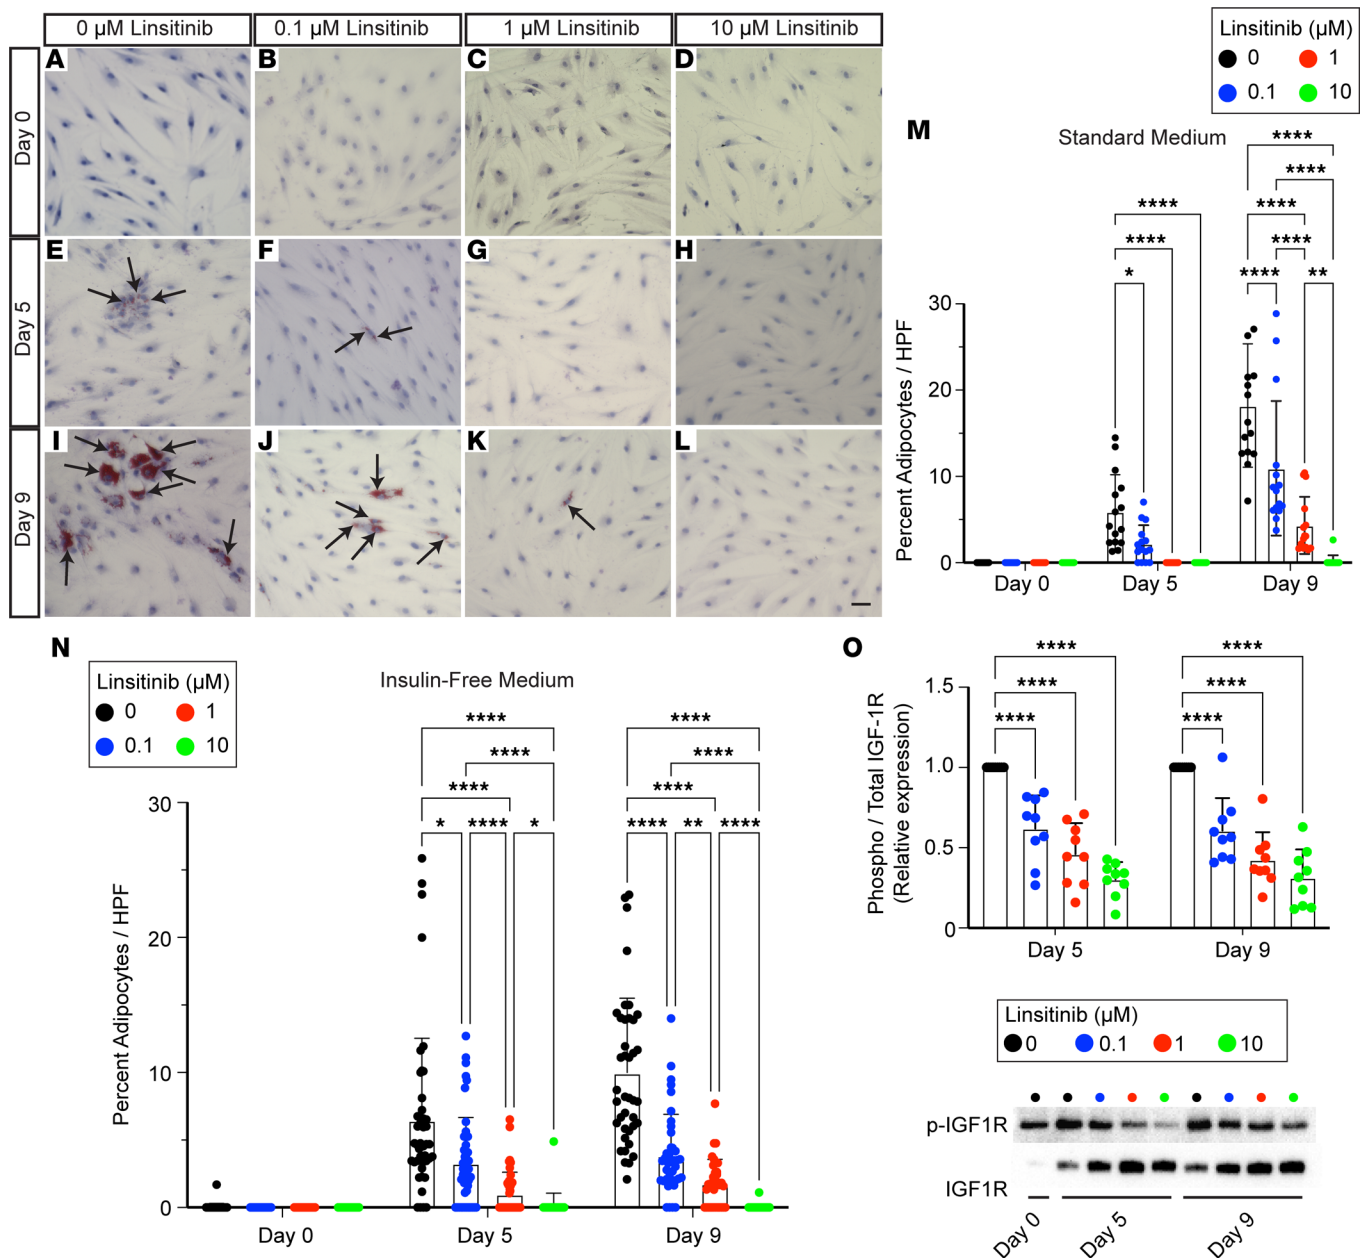 0 µM Linsitinib
0.1 µM Linsitinib
1 µM Linsitinib
10 µM Linsitinib
Day 0
A
B
C
D
Day 5
E
F
G
H
Day 9
I
J
K
L
Linsitinib (µM)
0 1
0.1 10
M
Standard Medium
****
****
**** ****
**** ****
* **** **
Percent Adipocytes / HPF
30
20
10
0
Day 0 Day 5 Day 9
N
Linsitinib (µM)
0 1
0.1 10
Insulin-Free Medium
**** ****
**** ****
**** ****
* **** * **** ** ****
Percent Adipocytes / HPF
30
20
10
0
Day 0 Day 5 Day 9
O
**** ****
**** ****
**** ****
Phospho / Total IGF-1R
(Relative expression)
1.5
1.0
0.5
0
Day 5 Day 9
Linsitinib (µM)
0 0.1 1 10
p-IGF1R
IGF1R
Day 0
Day 5
Day 9